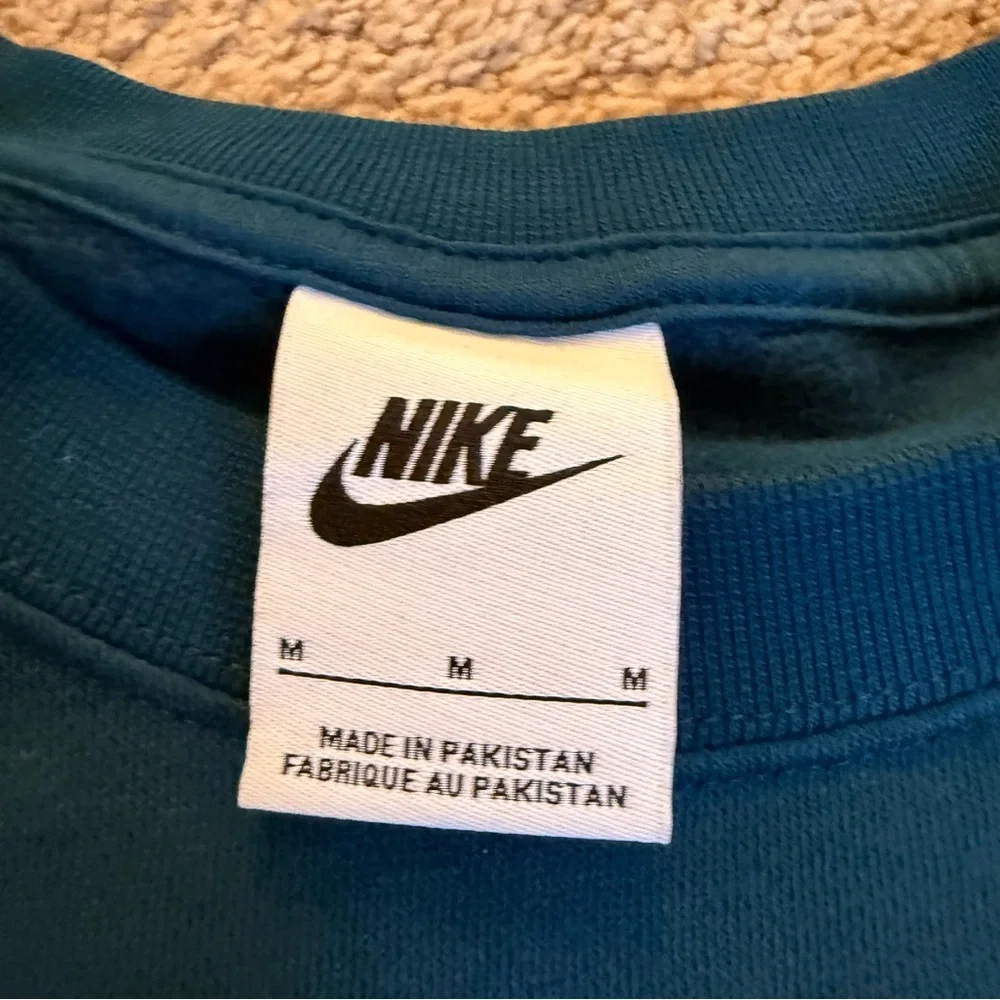 NIKE
M M M
MADE IN PAKISTAN
FABRIQUE AU PAKISTAN